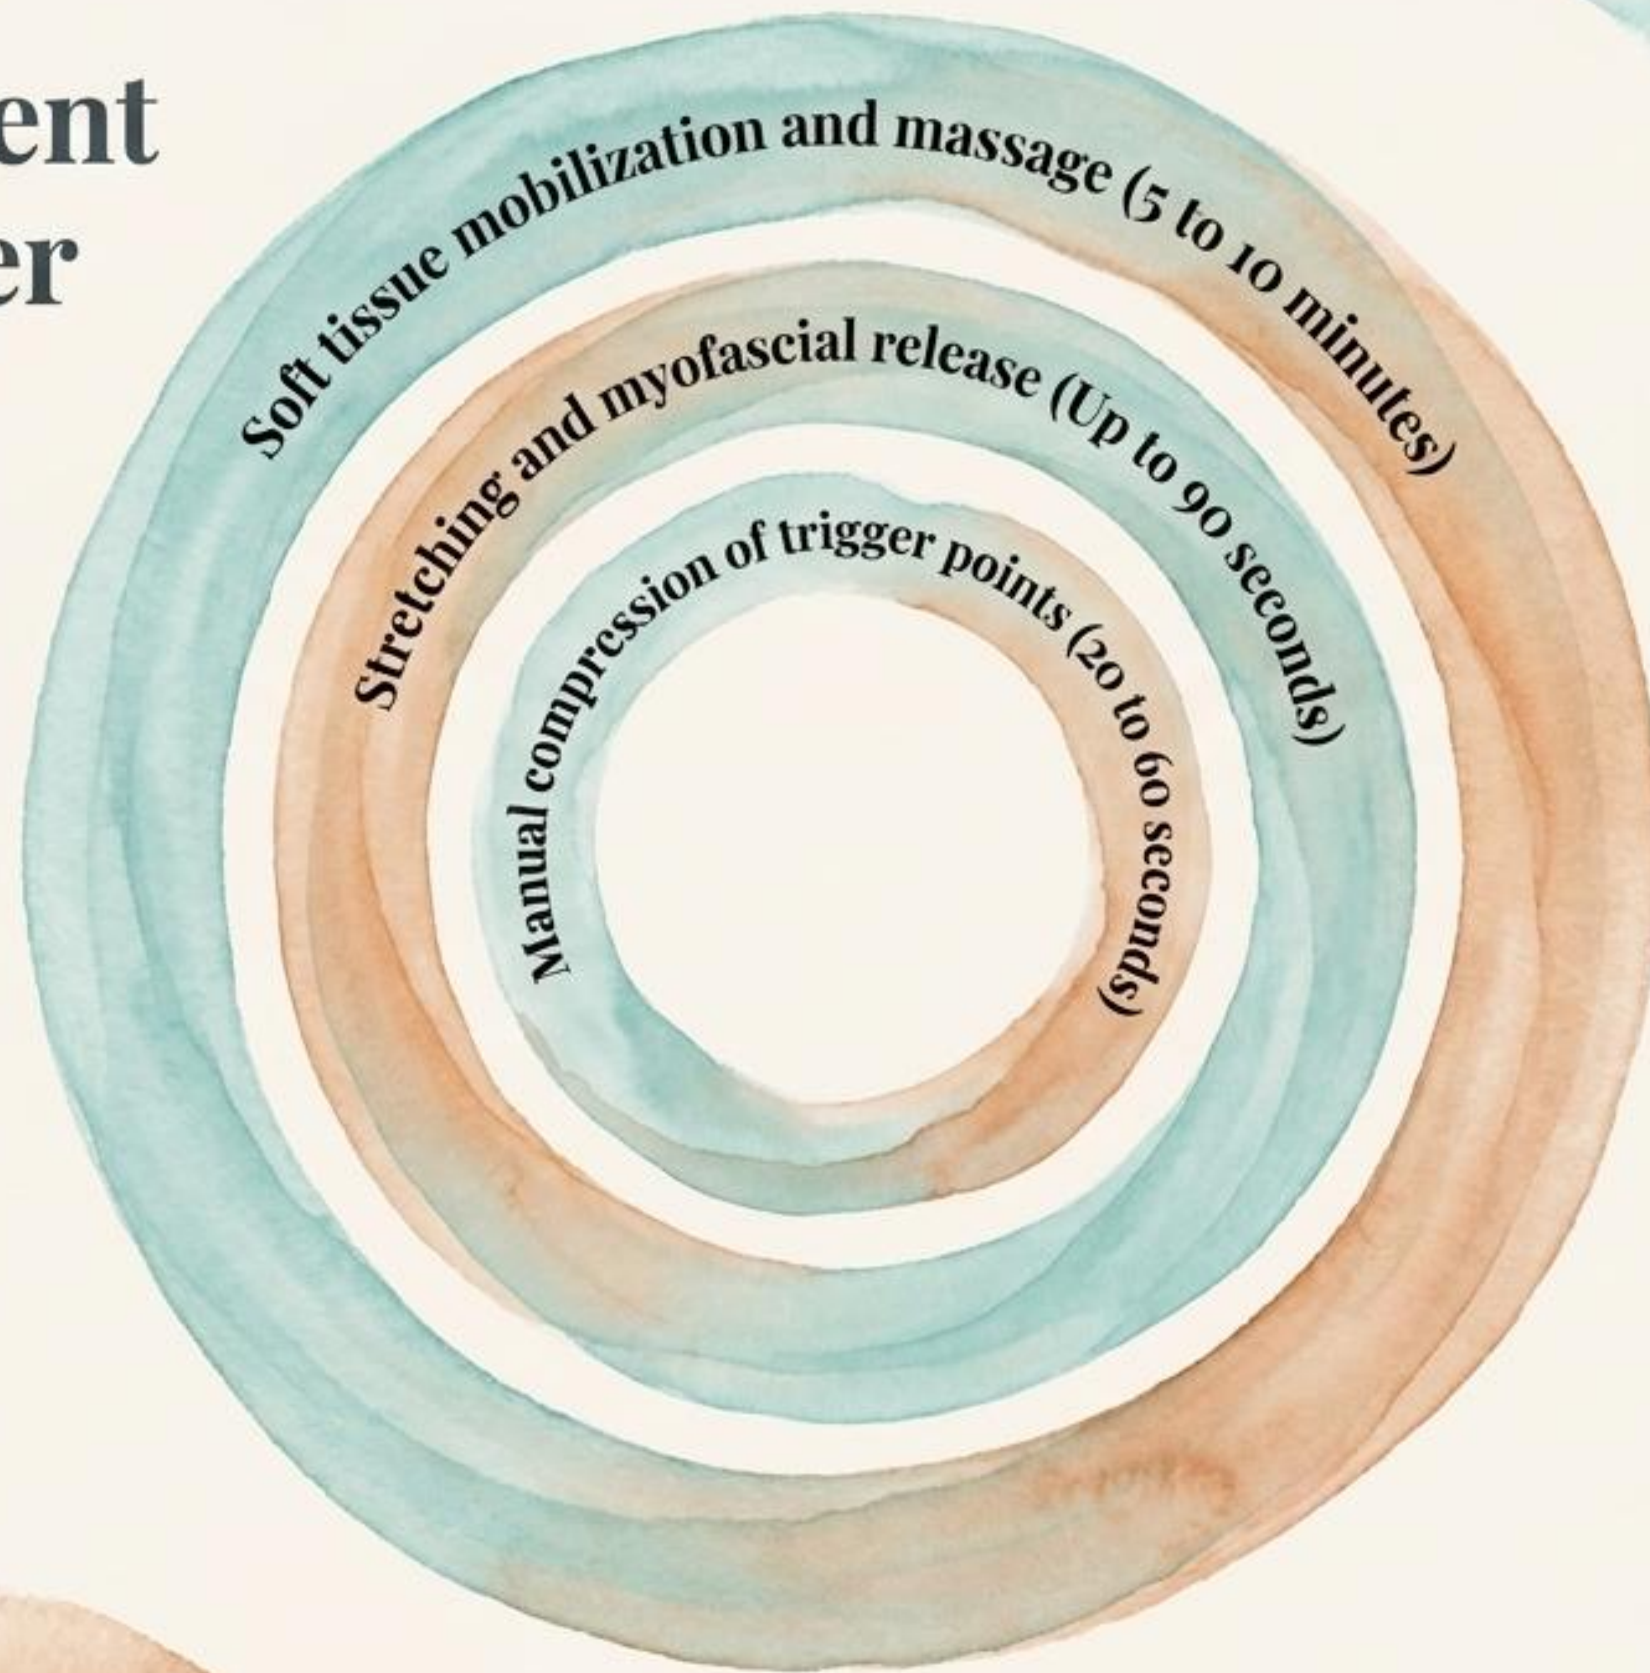 ent
er
Soft tissue mobilization and massage (5 to 10 minutes)
Stretching and myofascial release (Up to 90 seconds)
Manual compression of trigger points (20 to 60 seconds)